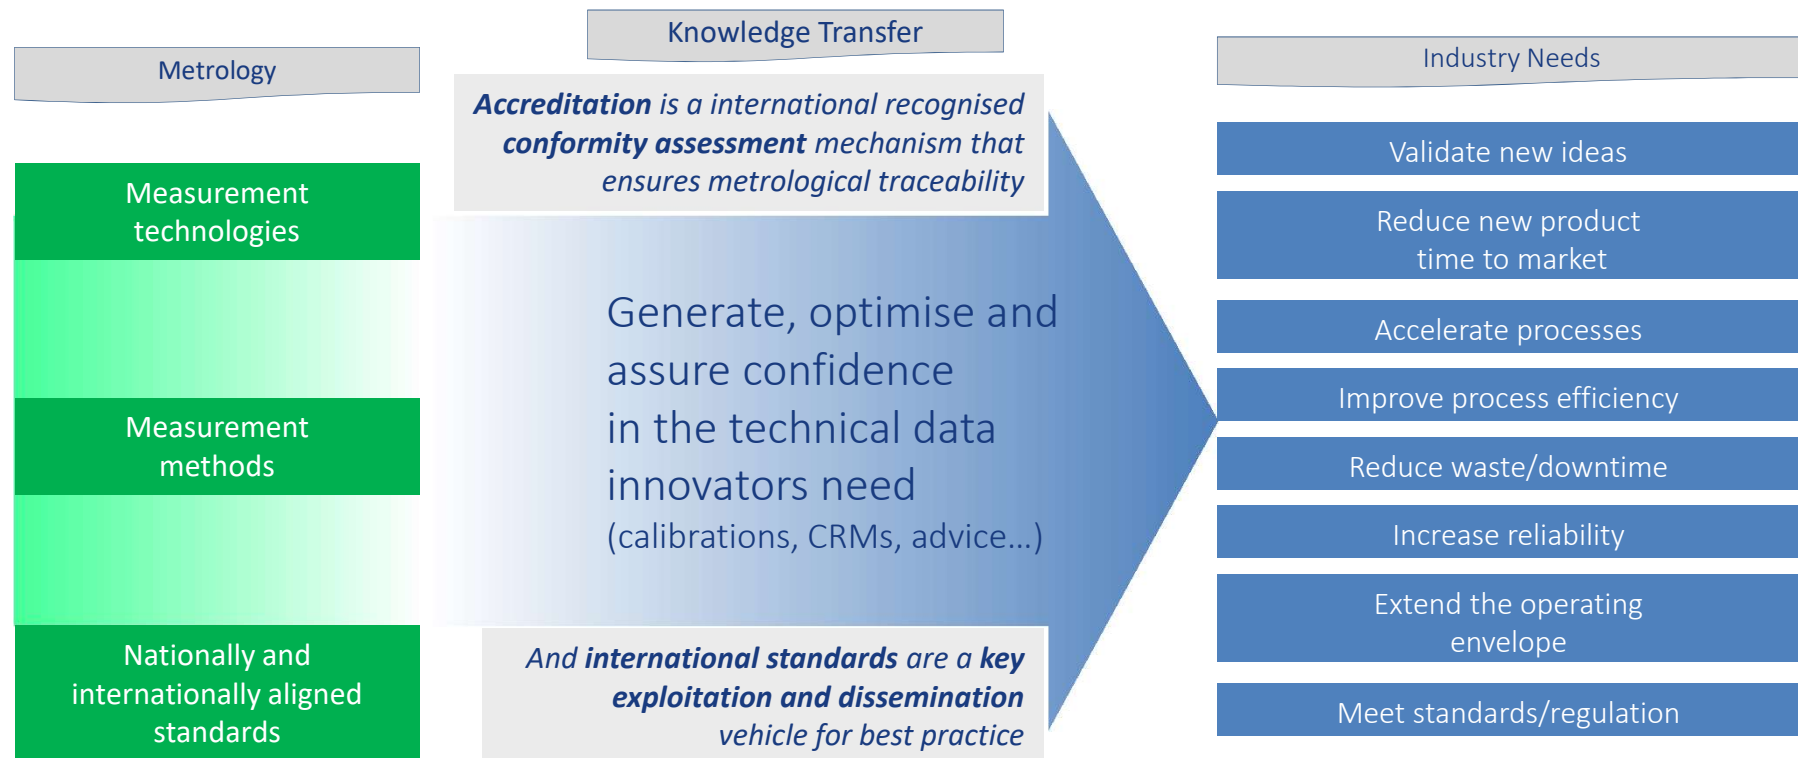 Metrology
Measurement
technologies
Measurement
methods
Nationally and
internationally aligned
standards
Knowledge Transfer
Accreditation is a international recognised
conformity assessment mechanism that
ensures metrological traceability
Generate, optimise and
assure confidence
in the technical data
innovators need
(calibrations, CRMs, advice...)
And international standards are a key
exploitation and dissemination
vehicle for best practice
Industry Needs
Validate new ideas
Reduce new product
time to market
Accelerate processes
Improve process efficiency
Reduce waste/downtime
Increase reliability
Extend the operating
envelope
Meet standards/regulation